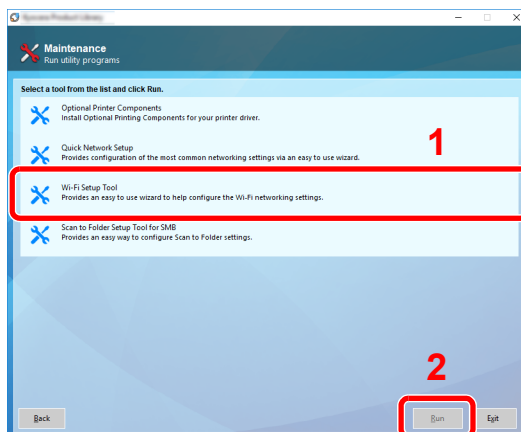 Maintenance
Run utility programs
Select a tool from the list and click Run.
Optional Printer Components
Install Optional Printing Components for your printer driver.
1
Quick Network Setup
Provides configuration of the most common networking settings via an easy to use wizard.
Wi-Fi Setup Tool
Provides an easy to use wizard to help configure the Wi-Fi networking settings.
Scan to Folder Setup Tool for SMB
Provides an easy way to configure Scan to Folder settings.
2
Back
Run
Exit